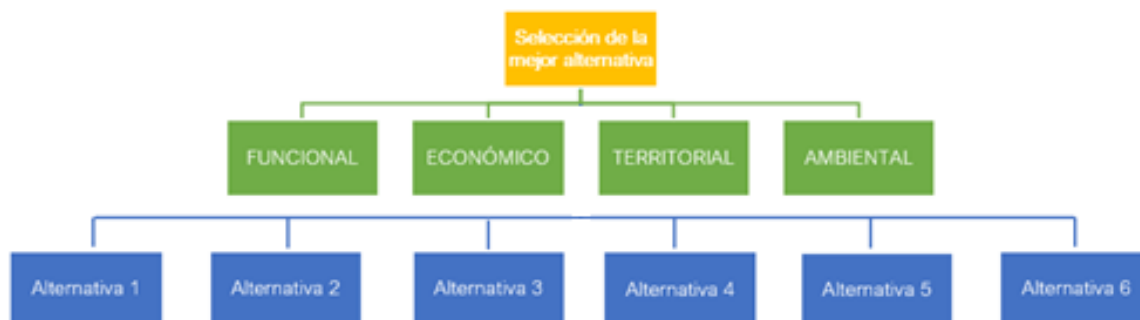 Selección de la
mejor alternativa
FUNCIONAL
ECONÓMICO
TERRITORIAL
AMBIENTAL
Alternativa 1
Alternativa 2
Alternativa 3
Alternativa 4
Alternativa 5
Alternativa 6